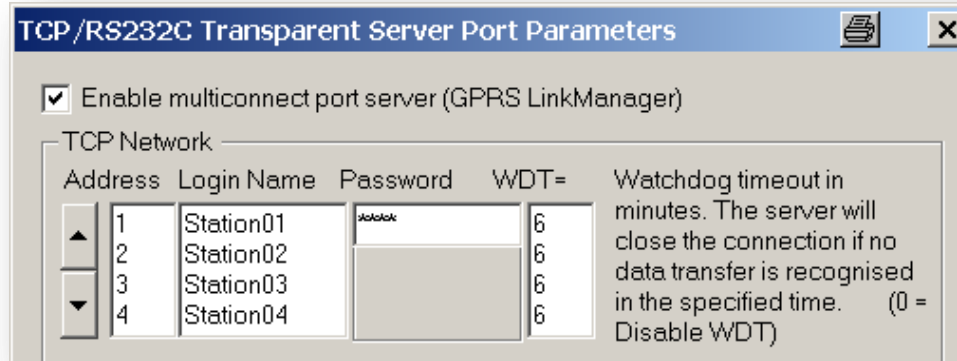 TCP/RS232C Transparent Server Port Parameters
Enable multiconnect port server (GPRS LinkManager)
TCP Network
Address Login Name Password WDT=
1 Station01 **** 6
2 Station02 6
3 Station03 6
4 Station04 6
Watchdog timeout in
minutes. The server will
close the connection if no
data transfer is recognised
in the specified time. (0 =
Disable WDT)